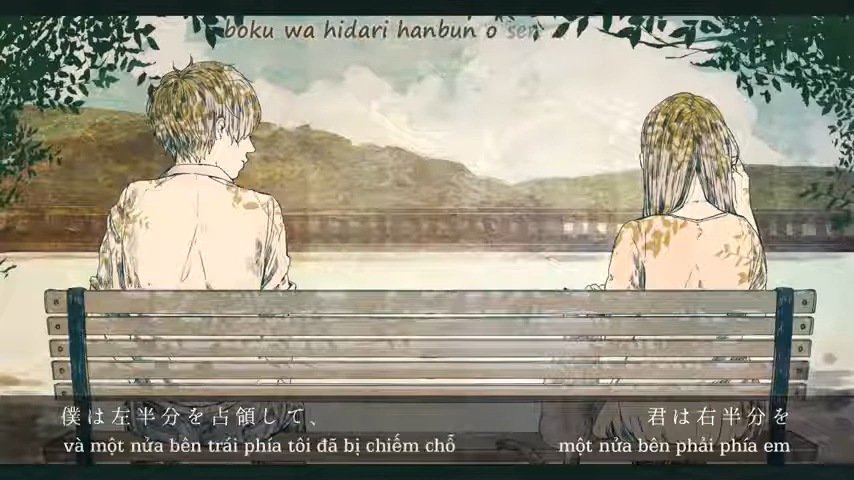 boku wa hidari hanbun o sen
僕は左半分を占領して、
君は右半分を
và một nửa bên trái phía tôi đã bị chiếm chỗ
một nửa bên phải phía em